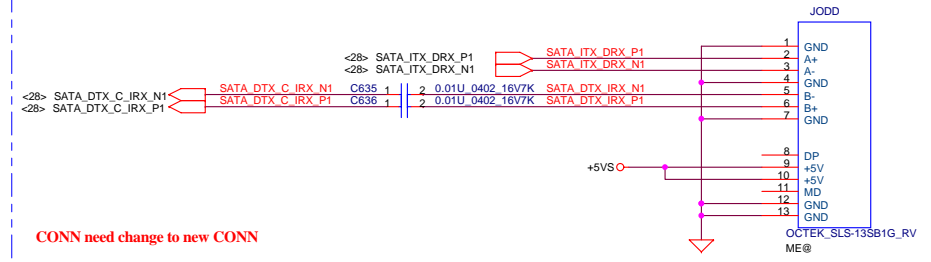 JODD
1 GND
<28> SATA_ITX_DRX_P1 SATA_ITX_DRX_P1 2 A+
<28> SATA_ITX_DRX_N1 SATA_ITX_DRX_N1 3 A-
4 GND
<28> SATA_DTX_C_IRX_N1 SATA_DTX_C_IRX_N1 C635 1 2 0.01U_0402_16V7K SATA_DTX_IRX_N1 5 B-
<28> SATA_DTX_C_IRX_P1 SATA_DTX_C_IRX_P1 C636 1 2 0.01U_0402_16V7K SATA_DTX_IRX_P1 6 B+
7 GND
8 DP
+5VS 9 +5V
10 +5V
11 MD
12 GND
13 GND
OCTEK_SLS-13SB1G_RV
ME@
CONN need change to new CONN